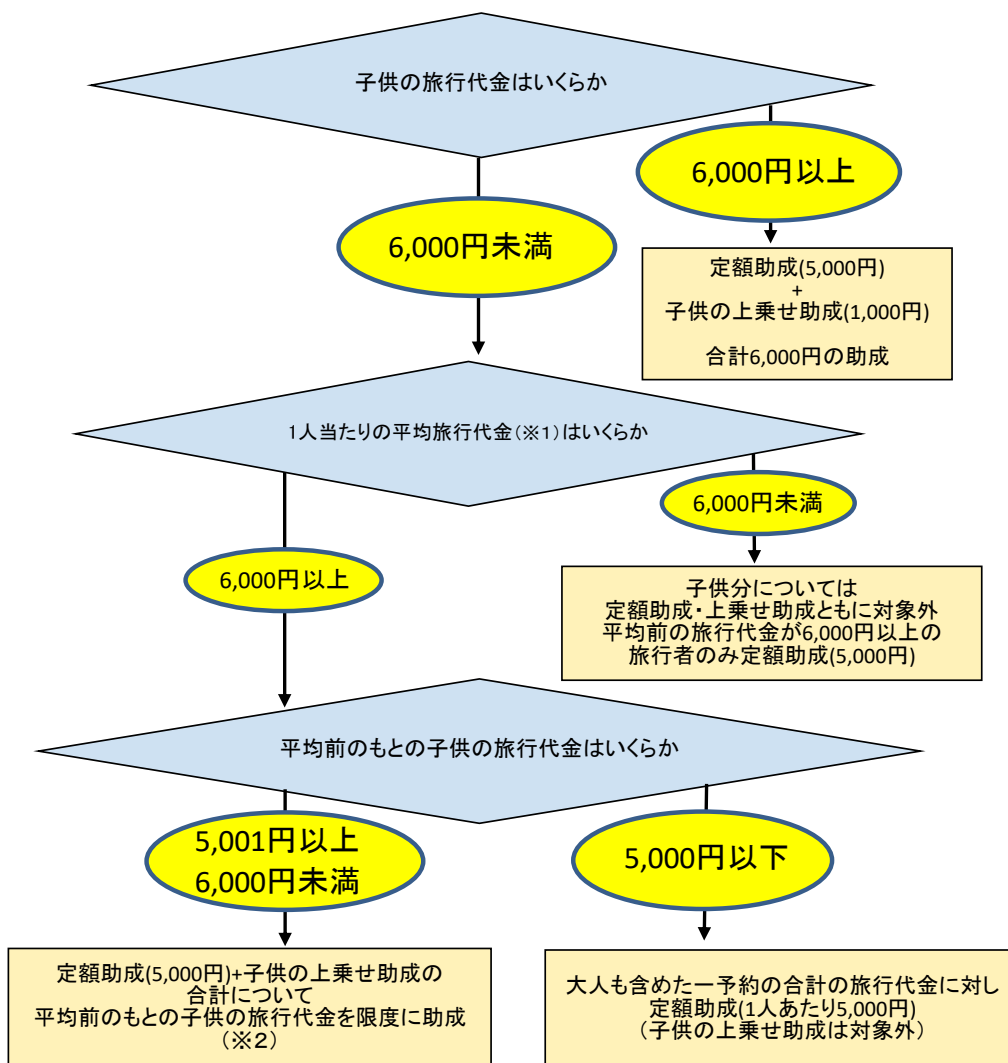 子供の旅行代金はいくらか
6,000円以上
6,000円未満
定額助成(5,000円)
+
子供の上乗せ助成(1,000円)
合計6,000円の助成
1人当たりの平均旅行代金(※1)はいくらか
6,000円未満
6,000円以上
子供分については
定額助成・上乗せ助成ともに対象外
平均前の旅行代金が6,000円以上の
旅行者のみ定額助成(5,000円)
平均前のもとの子供の旅行代金はいくらか
5,001円以上
6,000円未満
5,000円以下
定額助成(5,000円)+子供の上乗せ助成の
合計について
平均前のもとの子供の旅行代金を限度に助成
(※2)
大人も含めた一予約の合計の旅行代金に対し
定額助成(1人あたり5,000円)
(子供の上乗せ助成は対象外)